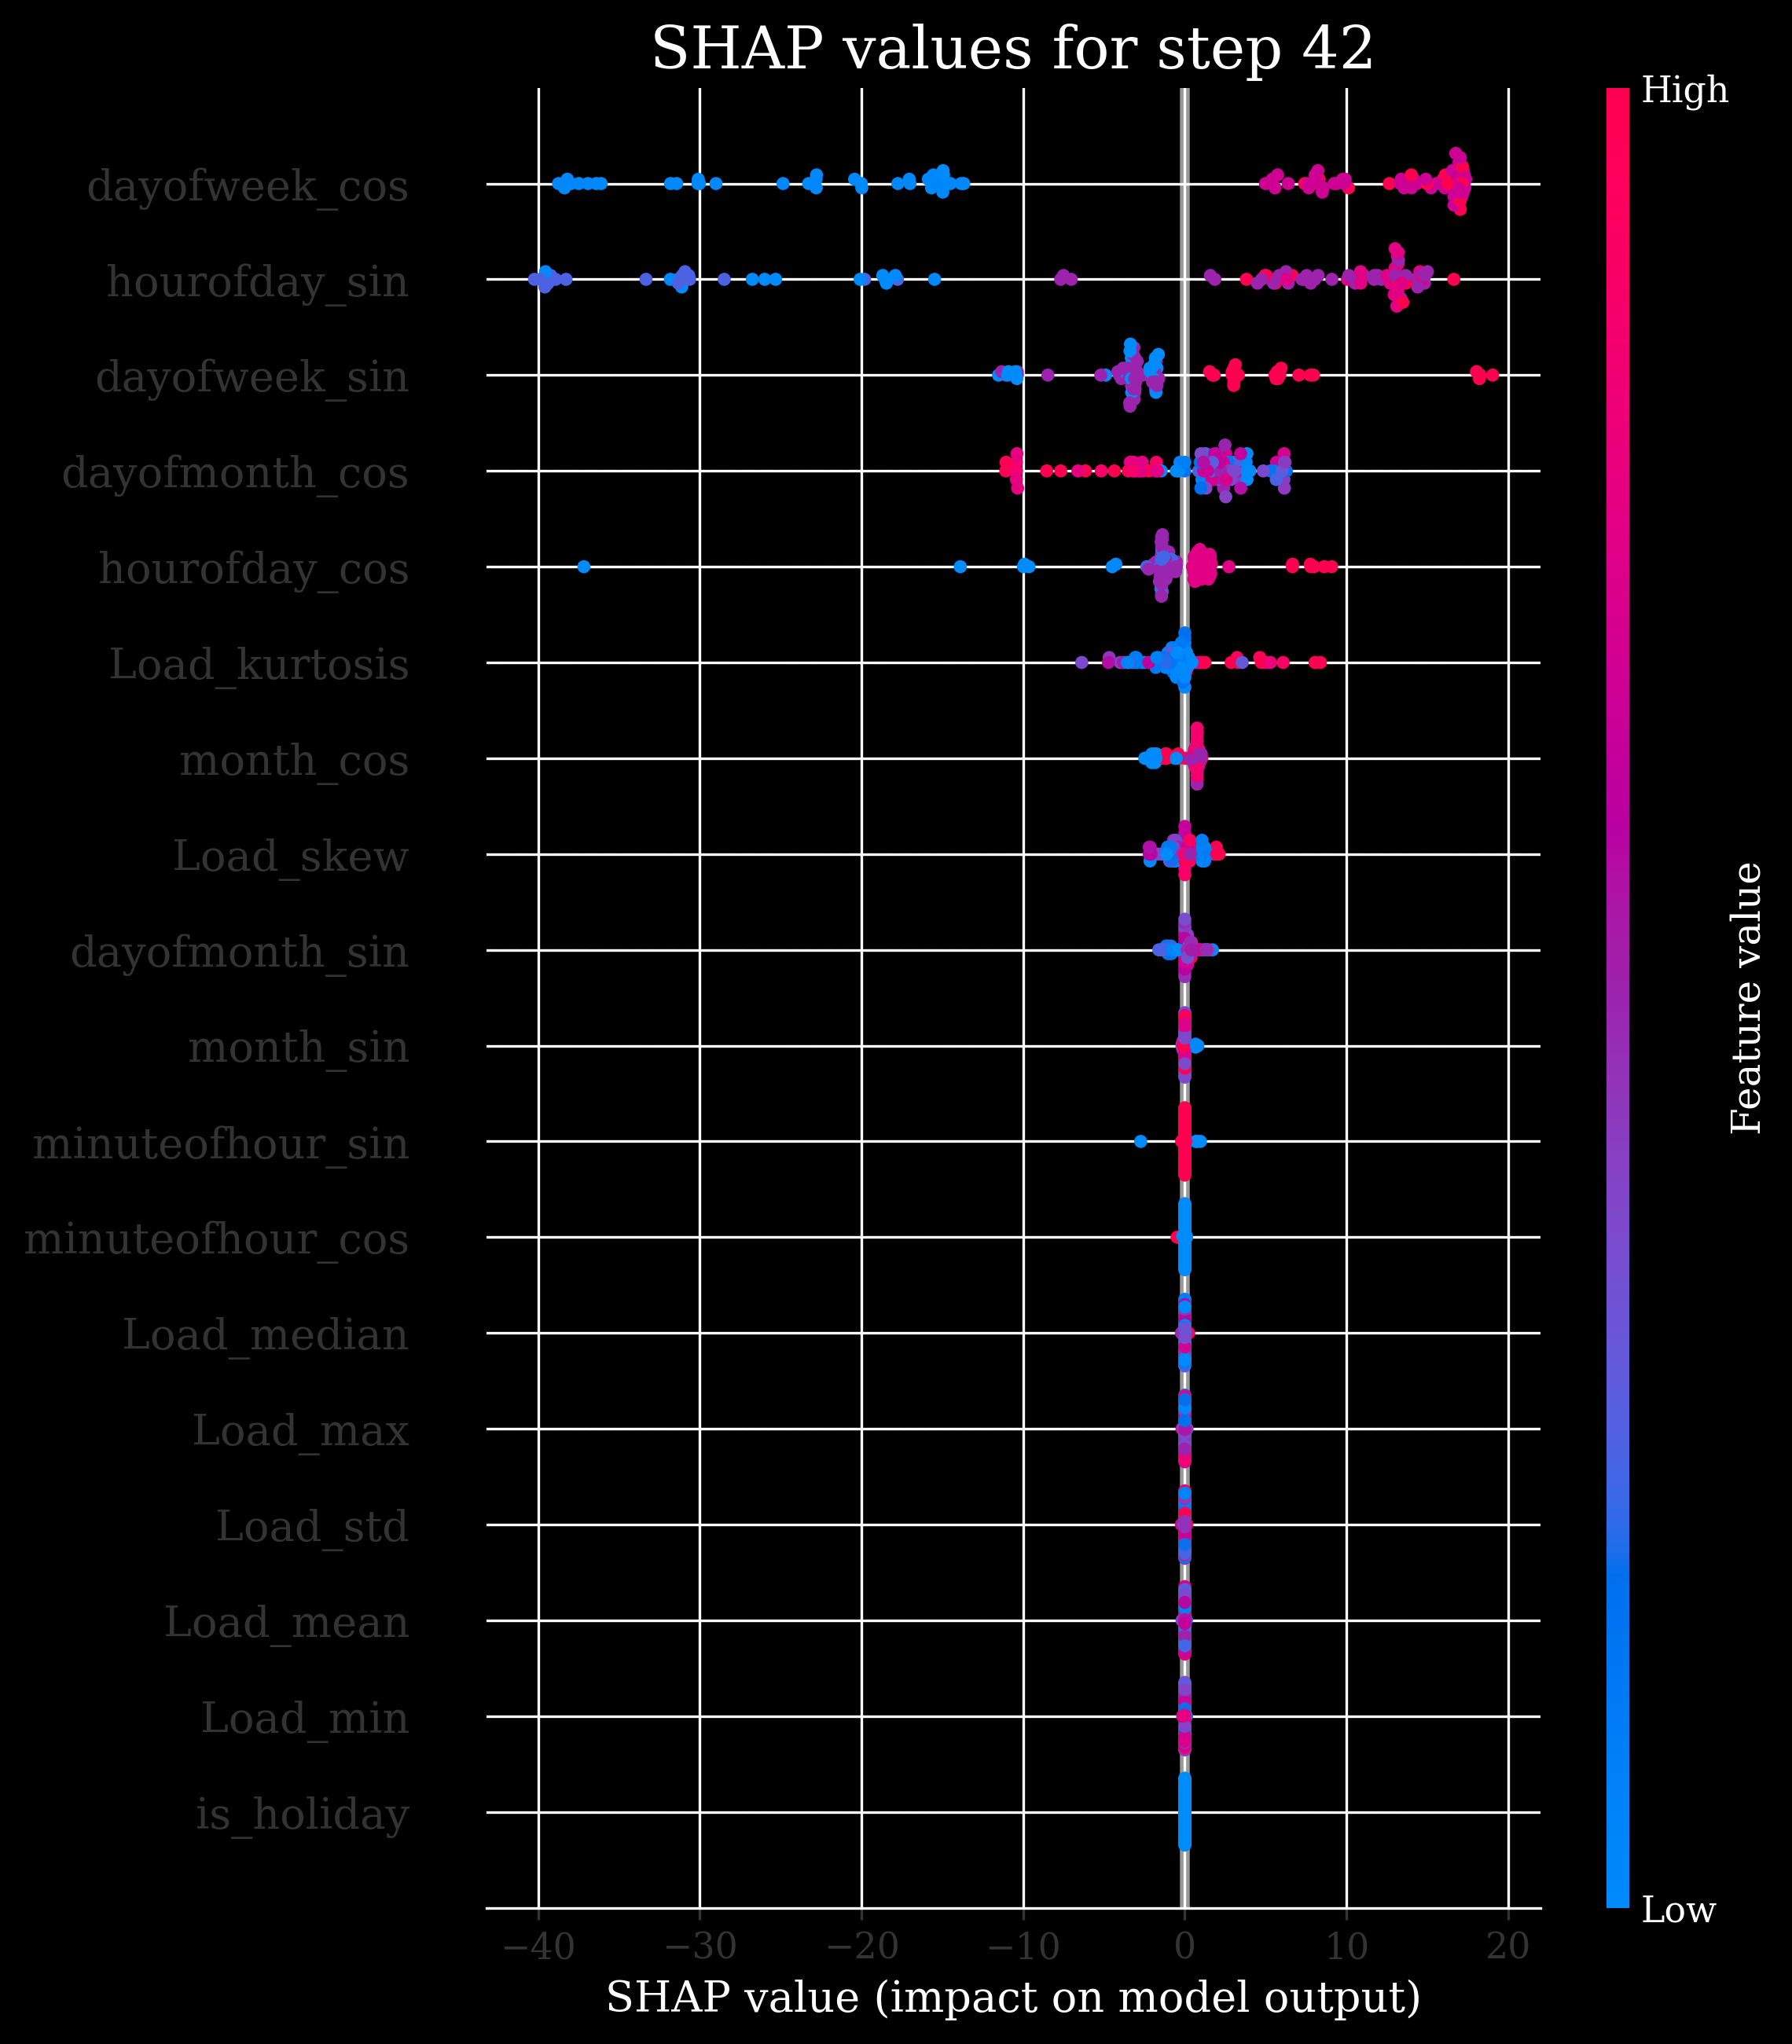 SHAP values for step 42
High
dayofweek_cos
hourofday_sin
dayofweek_sin
dayofmonth_cos
hourofday_cos
Load_kurtosis
month_cos
Load_skew
dayofmonth_sin
month_sin
minuteofhour_sin
minuteofhour_cos
Load_median
Load_max
Load_std
Load_mean
Load_min
is_holiday
Feature value
Low
−40 −30 −20 −10 0 10 20
SHAP value (impact on model output)